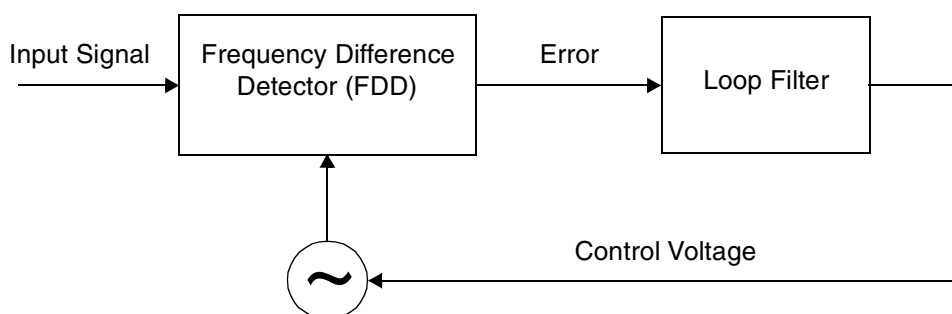 Input Signal
Frequency Difference
Detector (FDD)
Error
Loop Filter
Control Voltage
~